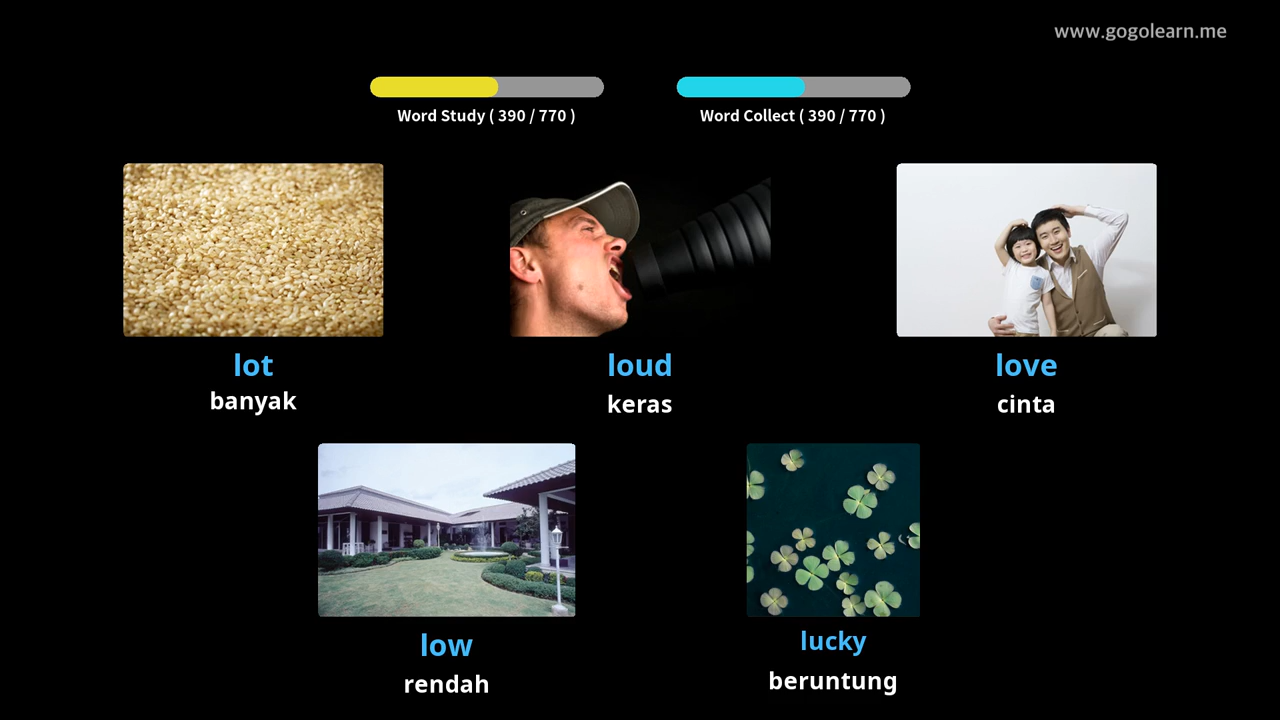 www.gogolearn.me
Word Study ( 390 / 770 )
Word Collect ( 390 / 770 )
lot
banyak
loud
keras
love
cinta
low
rendah
lucky
beruntung